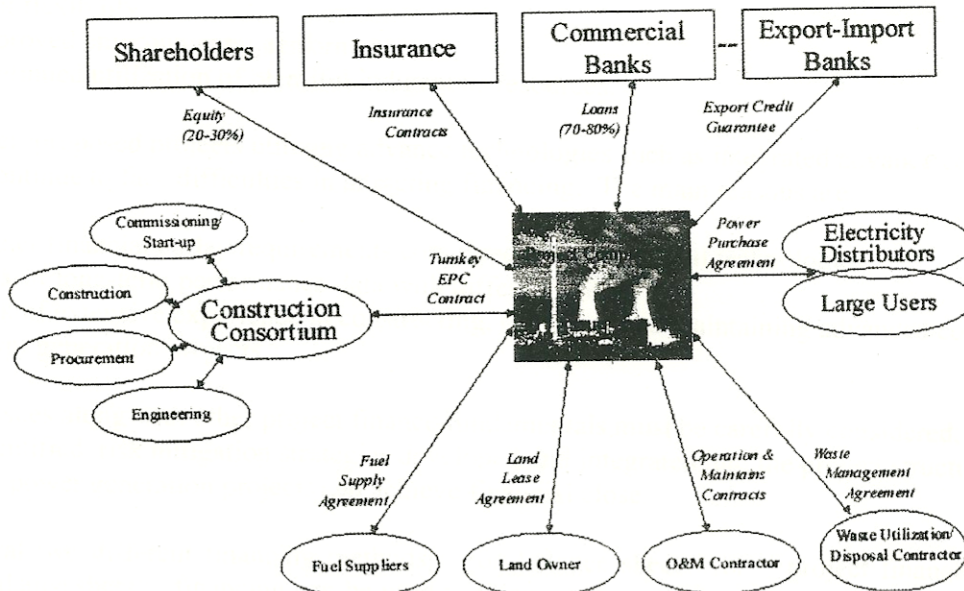 Shareholders
Insurance
Commercial
Banks
Export-Import
Banks
Equity
(20-30%)
Insurance
Contracts
Loans
(70-80%)
Export Credit
Guarantee
Commissioning/
Start-up
Construction
Procurement
Engineering
Construction
Consortium
Turnkey
EPC
Contract
Project
Power
Purchase
Agreement
Electricity
Distributors
Large Users
Fuel
Supply
Agreement
Land
Lease
Agreement
Operation &
Maintains
Contracts
Waste
Management
Agreement
Fuel Suppliers
Land Owner
O&M Contractor
Waste Utilization/
Disposal Contractor